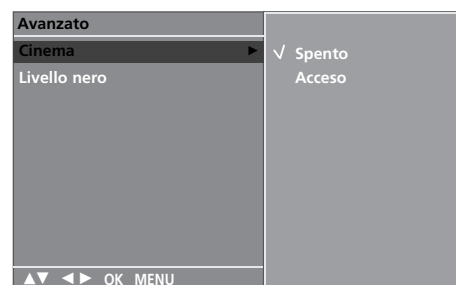 Avanzato
Cinema ►
Livello nero
√ Spento
Acceso
▲▼ ◄► OK MENU